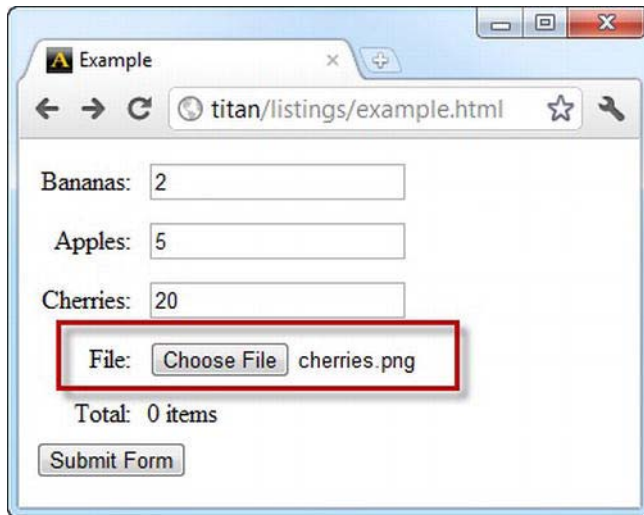 A Example
titan/listings/example.html
Bananas: 2
Apples: 5
Cherries: 20
File: Choose File cherries.png
Total: 0 items
Submit Form